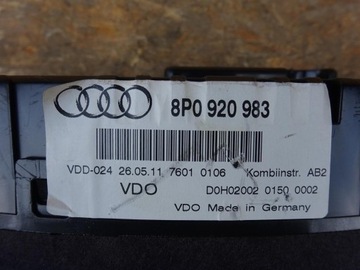 8P0 920 983
VDD-024 26.05.11 7601 0106 Kombiinstr. AB2
VDO D0H02002 0150 0002
VDO Made in Germany